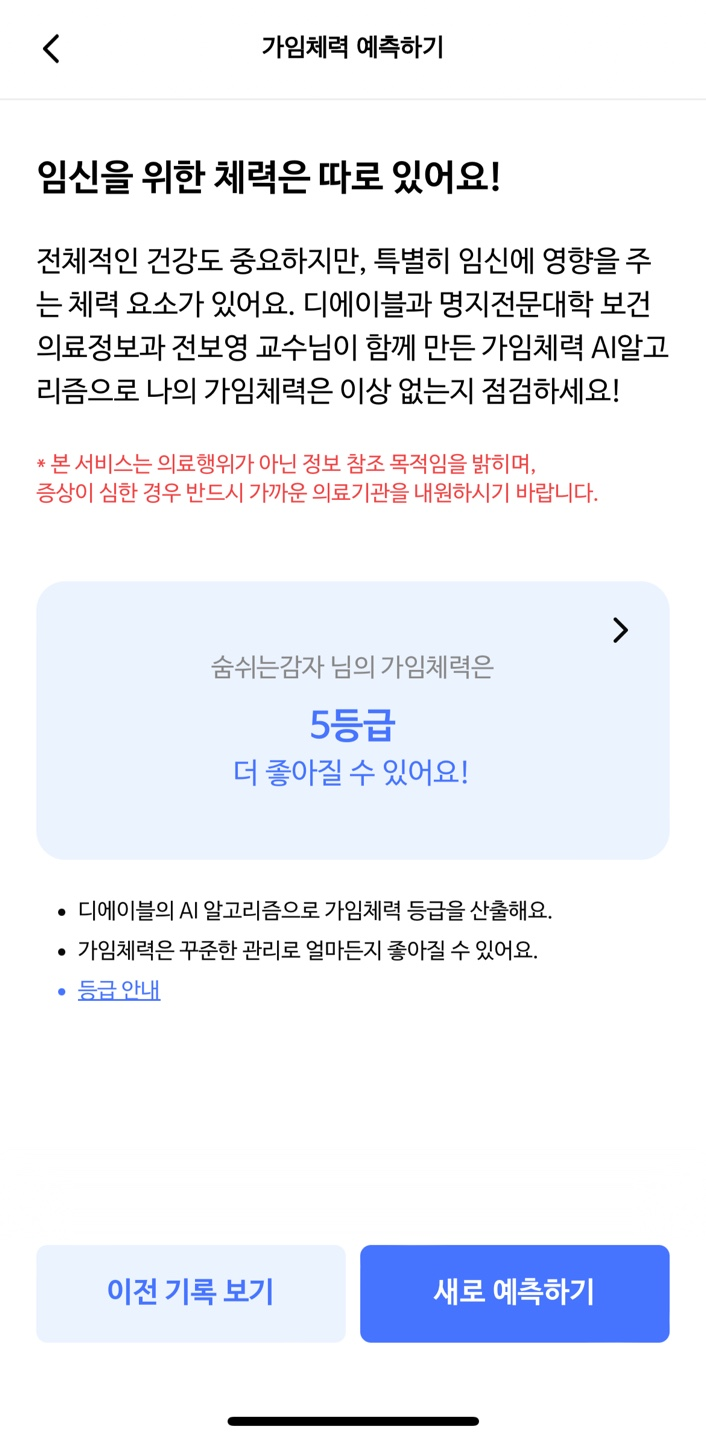 가임체력 예측하기
임신을 위한 체력은 따로 있어요!
전체적인 건강도 중요하지만, 특별히 임신에 영향을 주
는 체력 요소가 있어요. 디에이블과 명지전문대학 보건
의료정보과 전보영 교수님이 함께 만든 가임체력 AI알고
리즘으로 나의 가임체력은 이상 없는지 점검하세요!
* 본 서비스는 의료행위가 아닌 정보 참조 목적임을 밝히며,
증상이 심한 경우 반드시 가까운 의료기관을 내원하시기 바랍니다.
숨쉬는감자 님의 가임체력은
5등급
더 좋아질 수 있어요!
• 디에이블의 AI 알고리즘으로 가임체력 등급을 산출해요.
• 가임체력은 꾸준한 관리로 얼마든지 좋아질 수 있어요.
• 등급 안내
이전 기록 보기
새로 예측하기